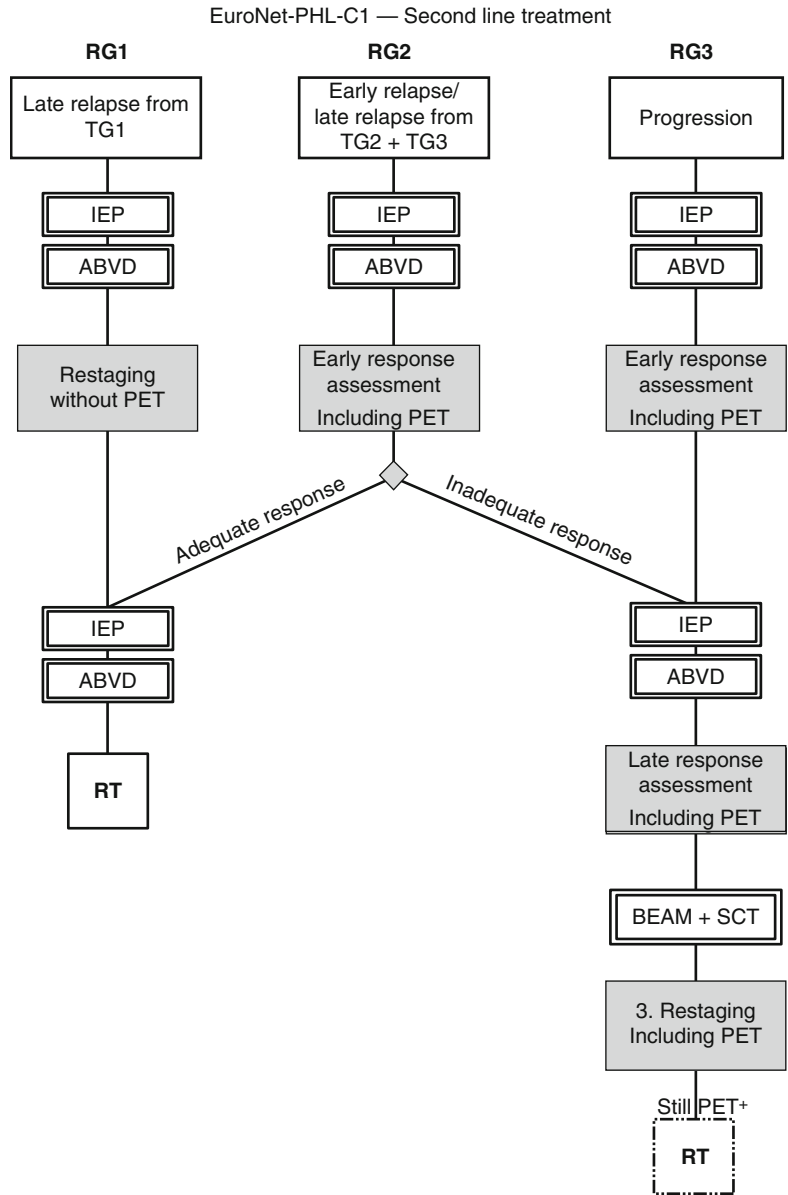 EuroNet-PHL-C1 — Second line treatment
RG1
RG2
RG3
Late relapse from
TG1
Early relapse/
late relapse from
TG2 + TG3
Progression
IEP
IEP
IEP
ABVD
ABVD
ABVD
Restaging
without PET
Early response
assessment
Including PET
Early response
assessment
Including PET
Adequate response
Inadequate response
IEP
ABVD
RT
IEP
ABVD
Late response
assessment
Including PET
BEAM + SCT
3. Restaging
Including PET
Still PET+
RT